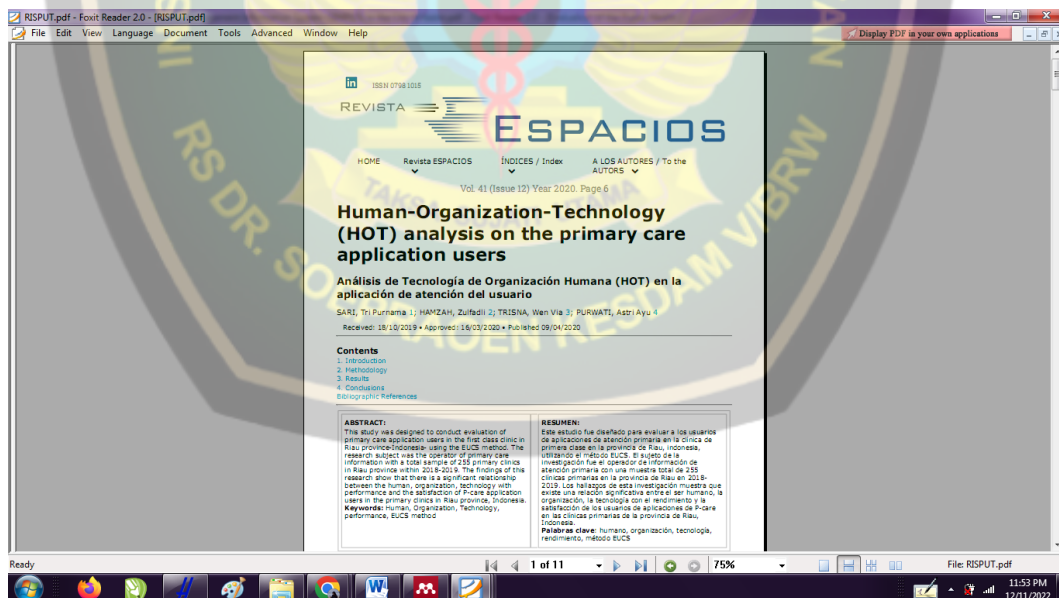 RISPUT.pdf - Foxit Reader 2.0 - [RISPUT.pdf]
File Edit View Language Document Tools Advanced Window Help
Display PDF in your own applications
in ISSN 0798 1015
REVISTA
ESPACIOS
HOME Revista ESPACIOS ÍNDICES / Index A LOS AUTORES / To the
AUTORS
Vol. 41 (Issue 12) Year 2020. Page 6
Human-Organization-Technology
(HOT) analysis on the primary care
application users
Análisis de Tecnología de Organización Humana (HOT) en la
aplicación de atención del usuario
SARI, Tri Purnama 1; HAMZAH, Zulfadli 2; TRISNA, Wen Via 3; PURWATI, Astri Ayu 4
Received: 18/10/2019 • Approved: 16/03/2020 • Published 09/04/2020
Contents
1. Introduction
2. Methodology
3. Results
4. Conclusions
Bibliographic References
ABSTRACT:
This study was designed to conduct evaluation of
primary care application users in the first class clinic in
Riau province-Indonesia- using the EUCS method. The
research subject was the operator of primary care
information with a total sample of 255 primary clinics
in Riau province within 2018-2019. The findings of this
research show that there is a significant relationship
between the human, organization, technology with
performance and the satisfaction of P-care application
users in the primary clinics in Riau province, Indonesia.
Keywords: Human, Organization, Technology,
performance, EUCS method
RESUMEN:
Este estudio fue diseñado para evaluar a los usuarios
de aplicaciones de atención primaria en la clínica de
primera clase en la provincia de Riau, indonesia,
utilizando el método EUCS. El sujeto de la
investigación fue el operador de información de
atención primaria con una muestra total de 255
clínicas primarias en la provincia de Riau en 2018-
2019. Los hallazgos de esta investigación muestra que
existe una relación significativa entre el ser humano, la
organización, la tecnología con el rendimiento y la
satisfacción de los usuarios de aplicaciones de P-care
en las clínicas primarias de la provincia de Riau,
Indonesia.
Palabras clave: humano, organización, tecnología,
rendimiento, método EUCS
TAKSA SUJATI UTAMA
RS DR. SOEPRAOEN KESDAM VIBRW
Ready
1 of 11
75%
File: RISPUT.pdf
W
11:53 PM
12/11/2022